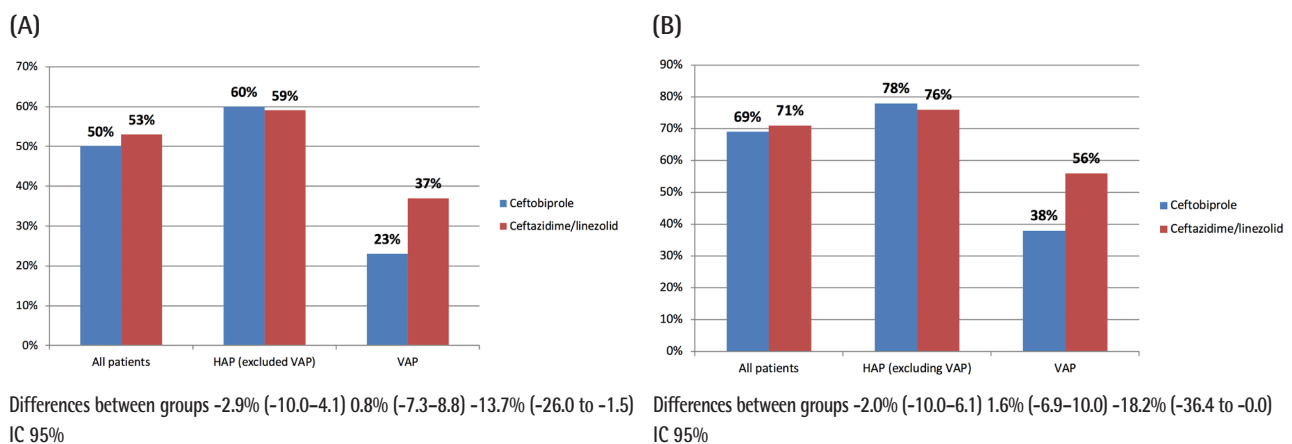 (A)
70%
60%
50%
40%
30%
20%
10%
0%
50%
53%
60%
59%
23%
37%
All patients
HAP (excluded VAP)
VAP
Ceftobiprole
Ceftazidime/linezolid
Differences between groups -2.9% (-10.0–4.1) 0.8% (-7.3–8.8) -13.7% (-26.0 to -1.5)
IC 95%
(B)
90%
80%
70%
60%
50%
40%
30%
20%
10%
0%
69%
71%
78%
76%
38%
56%
All patients
HAP (excluding VAP)
VAP
Ceftobiprole
Ceftazidime/linezolid
Differences between groups -2.0% (-10.0–6.1) 1.6% (-6.9–10.0) -18.2% (-36.4 to -0.0)
IC 95%